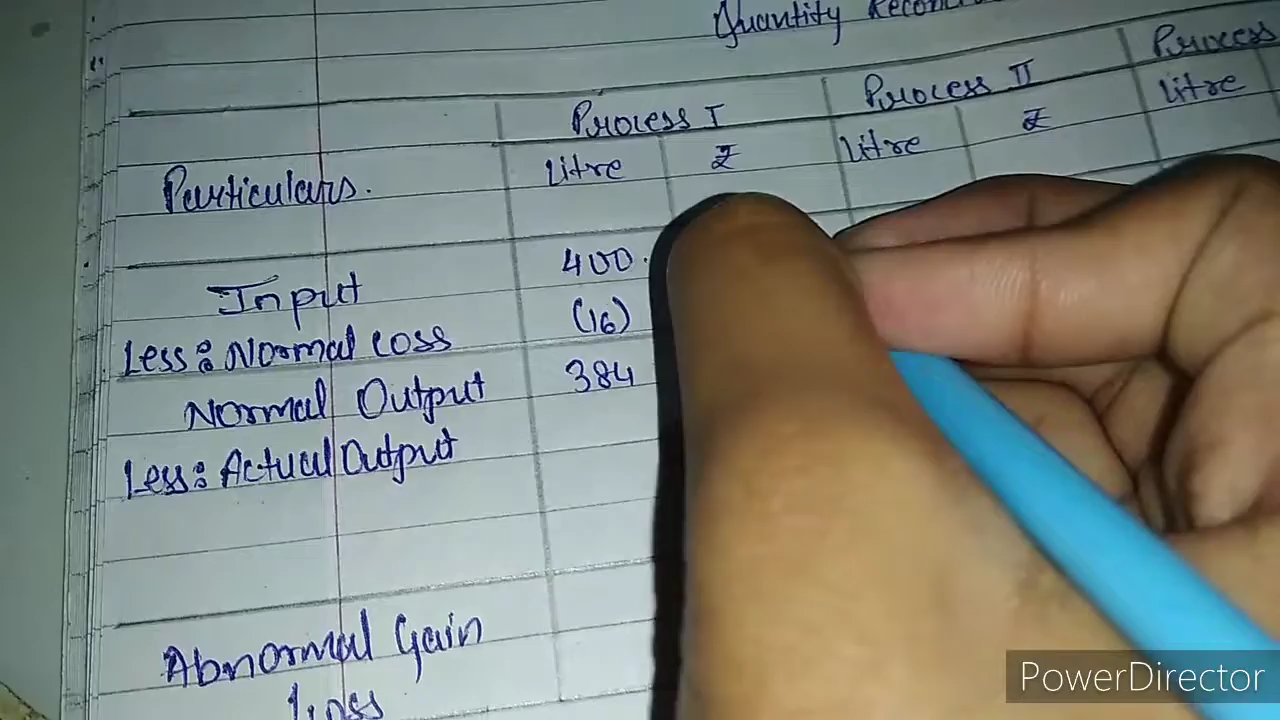 Quantity
Process I Process II Process
Particulars. Litre ₹ Litre ₹ Litre
Input 400.
Less: Normal Loss (16)
Normal Output 384
Less: Actual Output
Abnormal Gain
Loss
PowerDirector